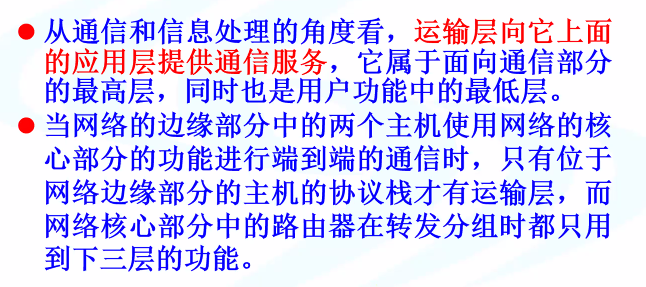 从通信和信息处理的角度看，运输层向它上面
的应用层提供通信服务，它属于面向通信部分
的最高层，同时也是用户功能中的最低层。
当网络的边缘部分中的两个主机使用网络的核
心部分的功能进行端到端的通信时，只有位于
网络边缘部分的主机的协议栈才有运输层，而
网络核心部分中的路由器在转发分组时都只用
到下三层的功能。